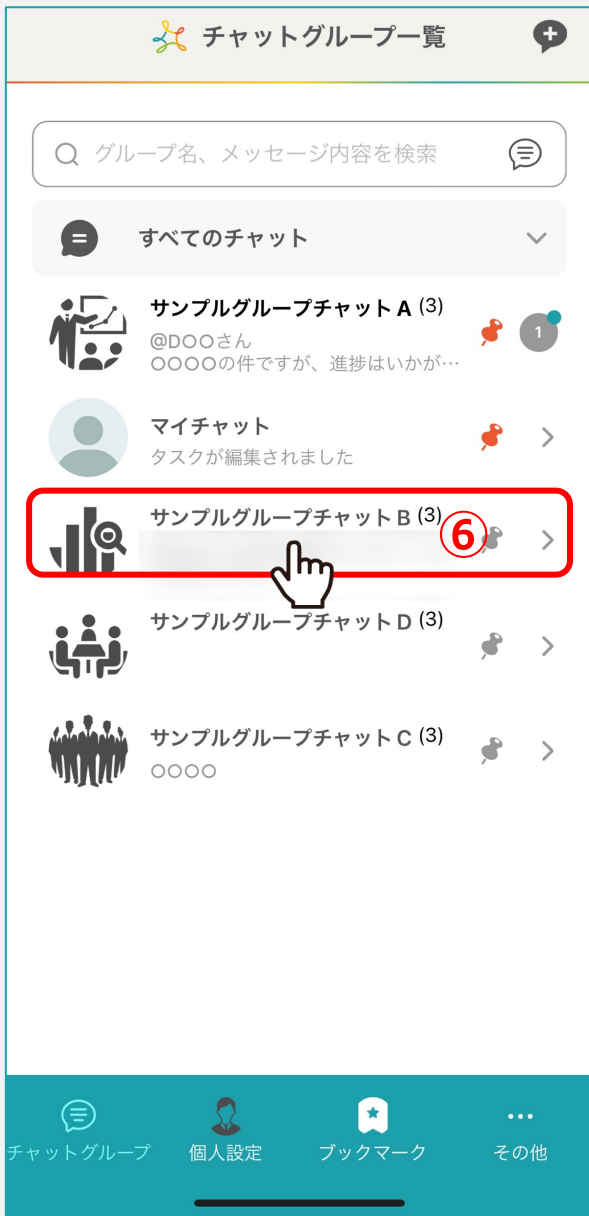 チャットグループ一覧
グループ名、メッセージ内容を検索
すべてのチャット
サンプルグループチャット A (3)
1
@D〇〇さん
〇〇〇〇の件ですが、進捗はいかが…
マイチャット
タスクが編集されました
サンプルグループチャット B (3)
⑥
サンプルグループチャット D (3)
サンプルグループチャット C (3)
〇〇〇〇
チャットグループ
個人設定
ブックマーク
その他